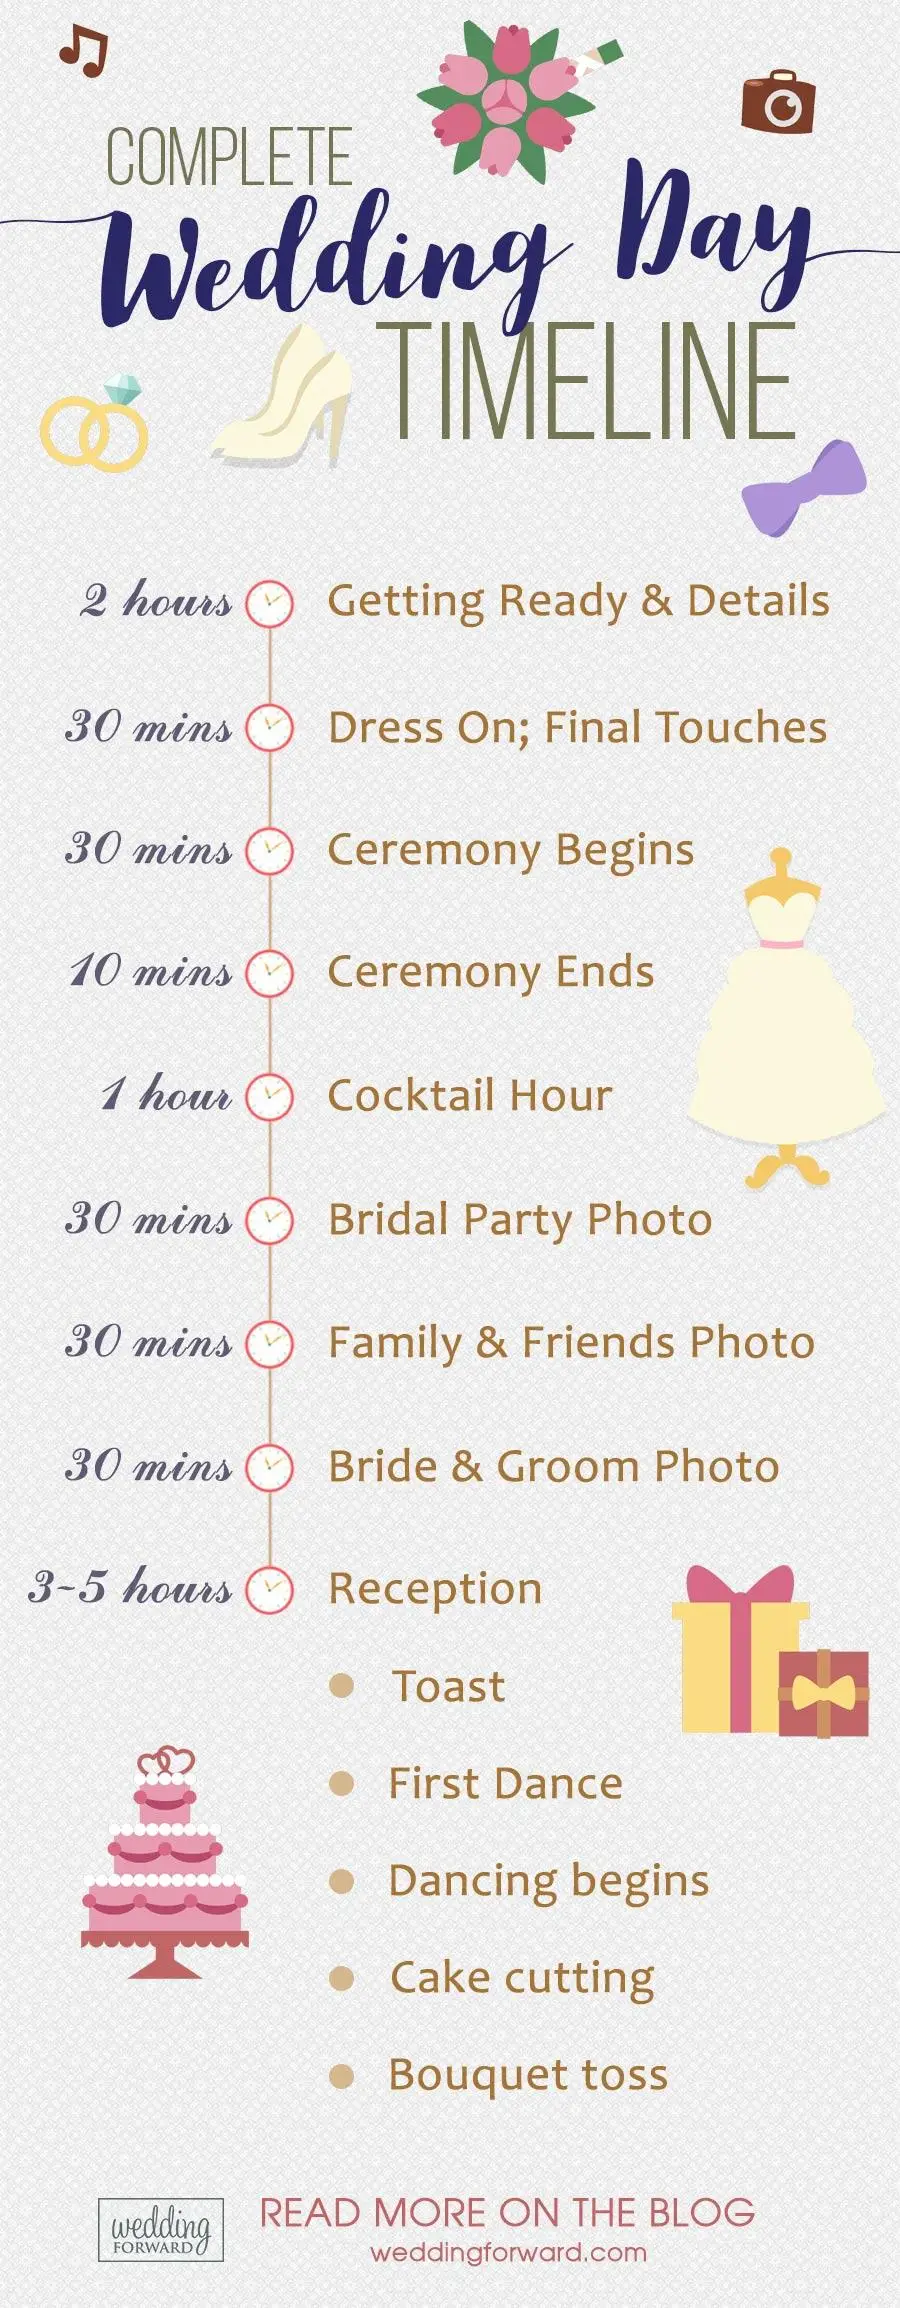 COMPLETE
Wedding Day
TIMELINE
2 hours Getting Ready & Details
30 mins Dress On; Final Touches
30 mins Ceremony Begins
10 mins Ceremony Ends
1 hour Cocktail Hour
30 mins Bridal Party Photo
30 mins Family & Friends Photo
30 mins Bride & Groom Photo
3-5 hours Reception
Toast
First Dance
Dancing begins
Cake cutting
Bouquet toss
wedding
FORWARD
READ MORE ON THE BLOG
weddingforward.com